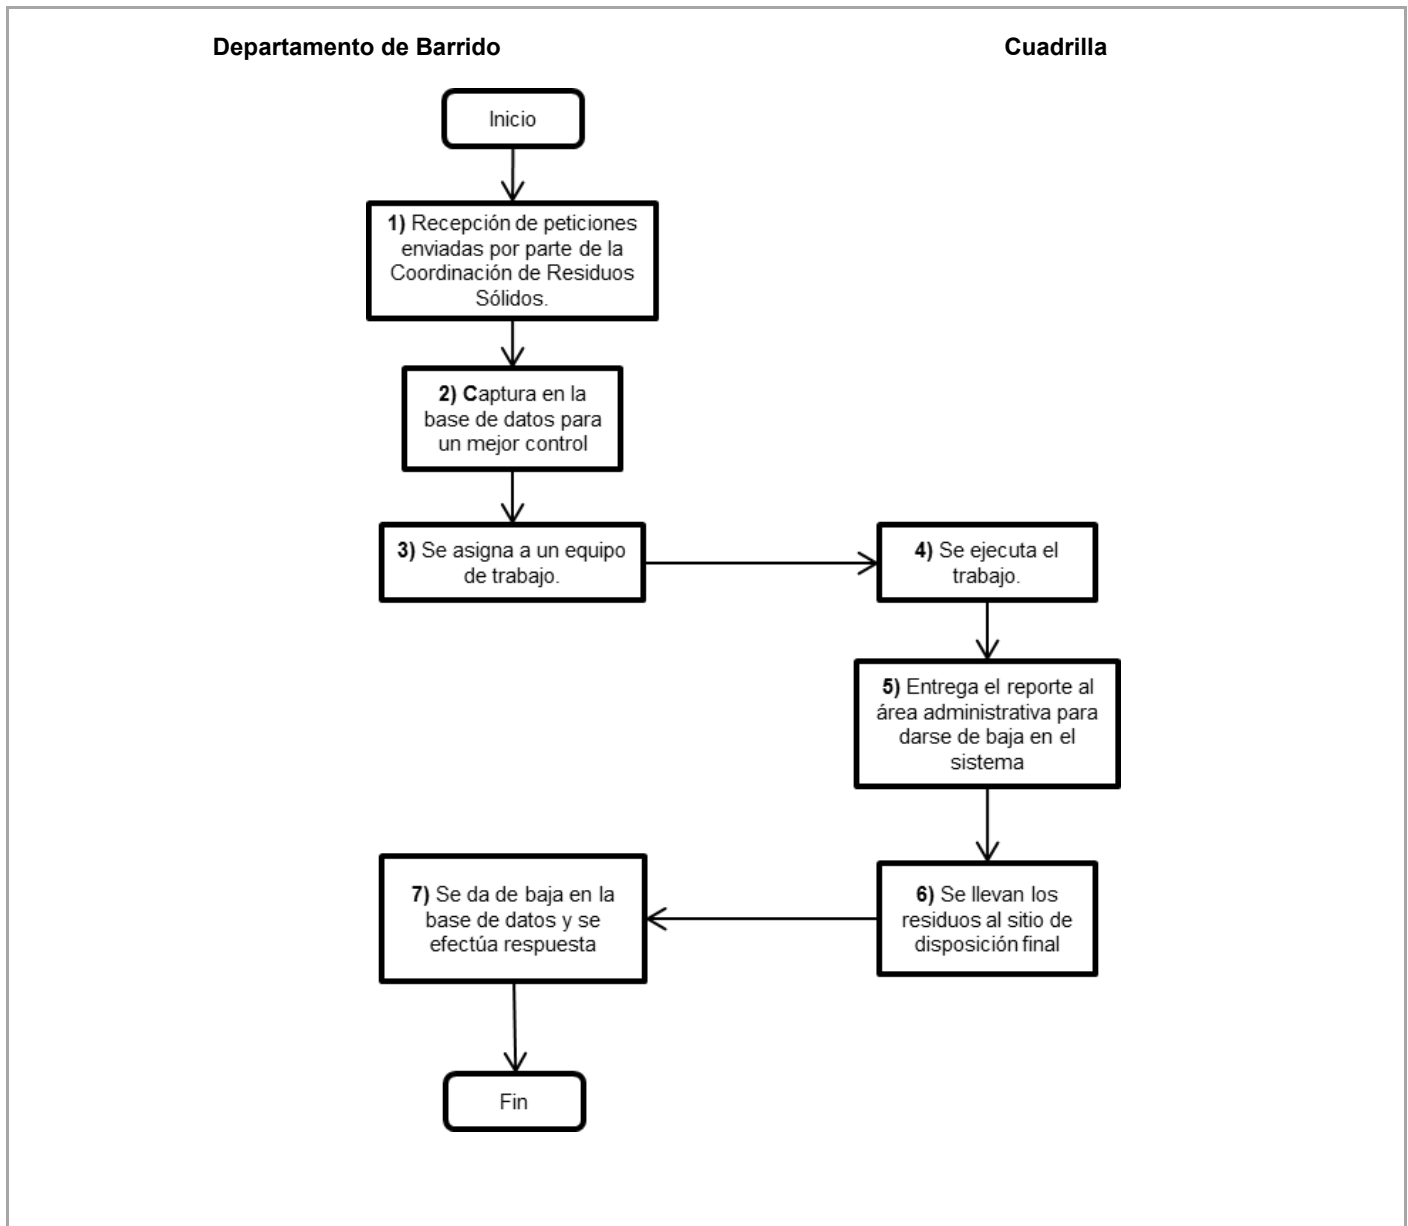 Departamento de Barrido
Cuadrilla
Inicio
1) Recepción de peticiones
enviadas por parte de la
Coordinación de Residuos
Sólidos.
2) Captura en la
base de datos para
un mejor control
3) Se asigna a un equipo
de trabajo.
4) Se ejecuta el
trabajo.
5) Entrega el reporte al
área administrativa para
darse de baja en el
sistema
6) Se llevan los
residuos al sitio de
disposición final
7) Se da de baja en la
base de datos y se
efectúa respuesta
Fin